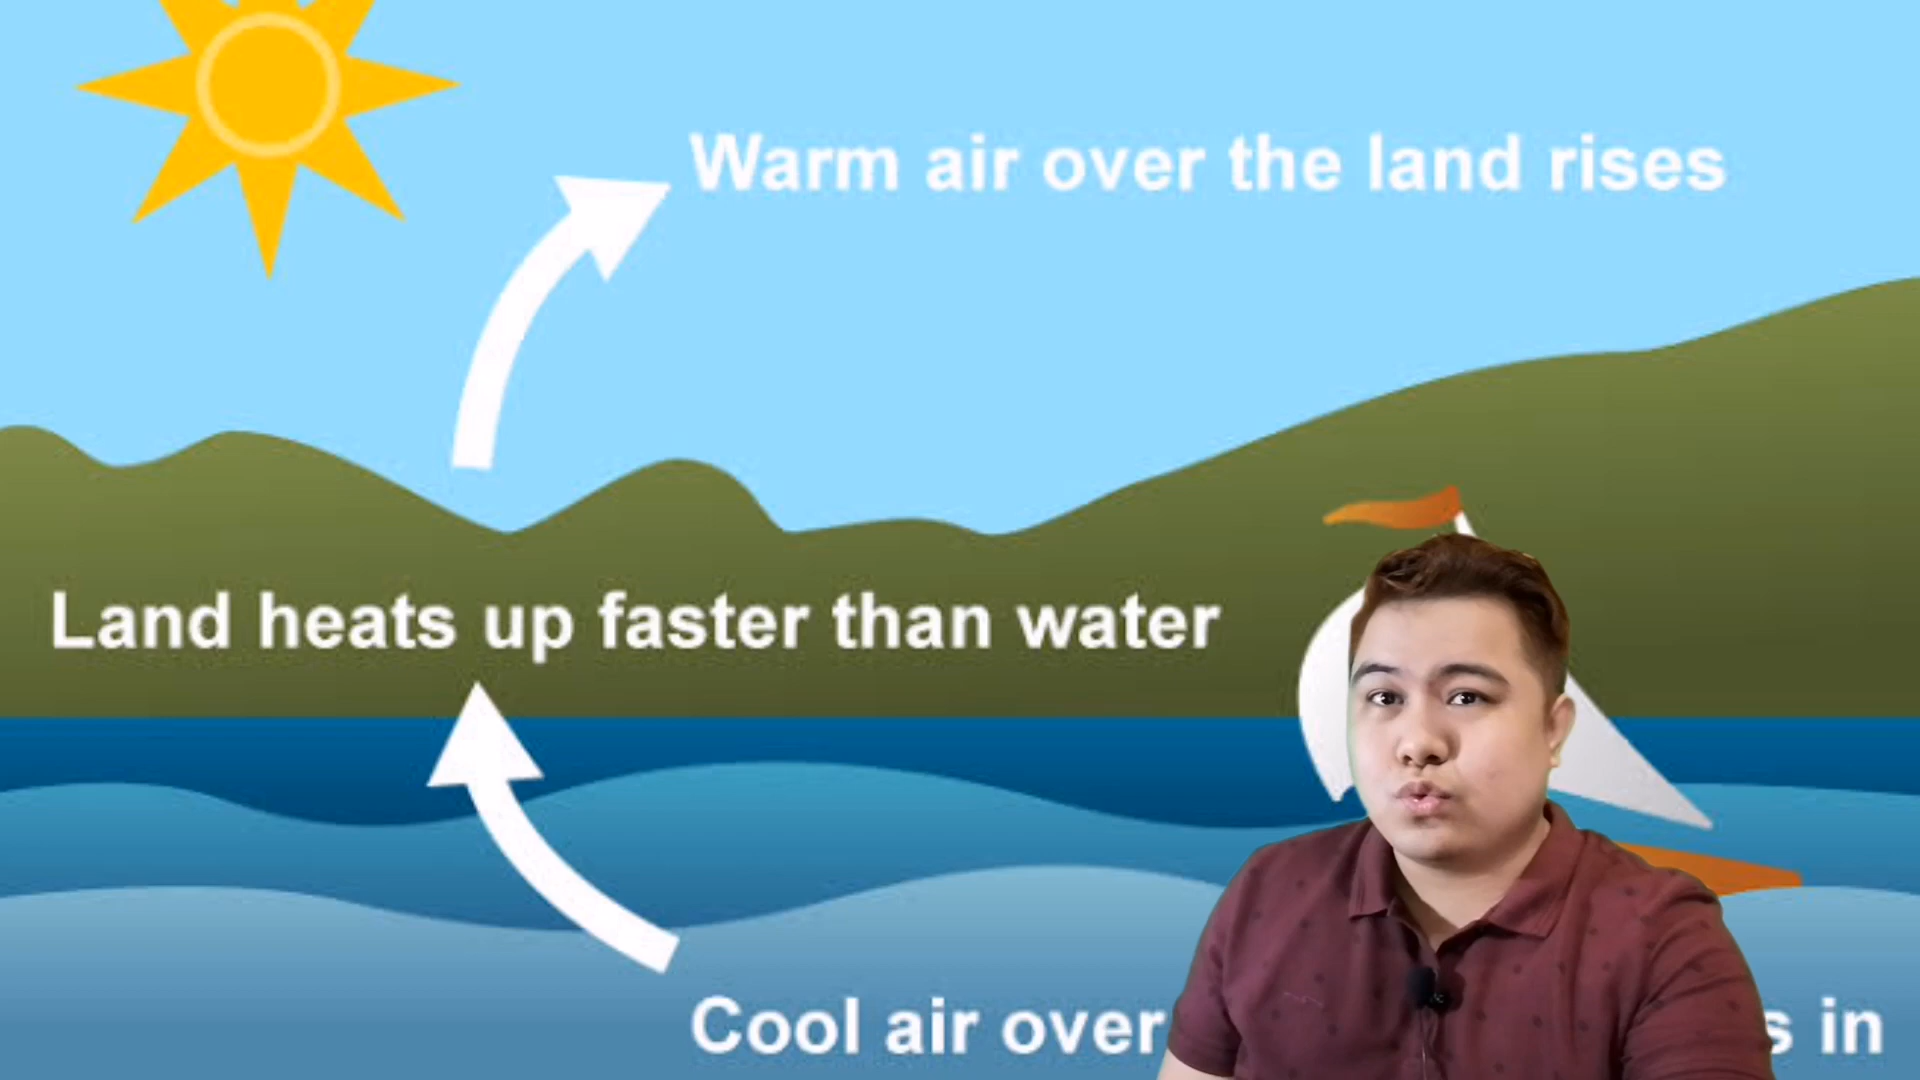 Warm air over the land rises
Land heats up faster than water
Cool air over s in